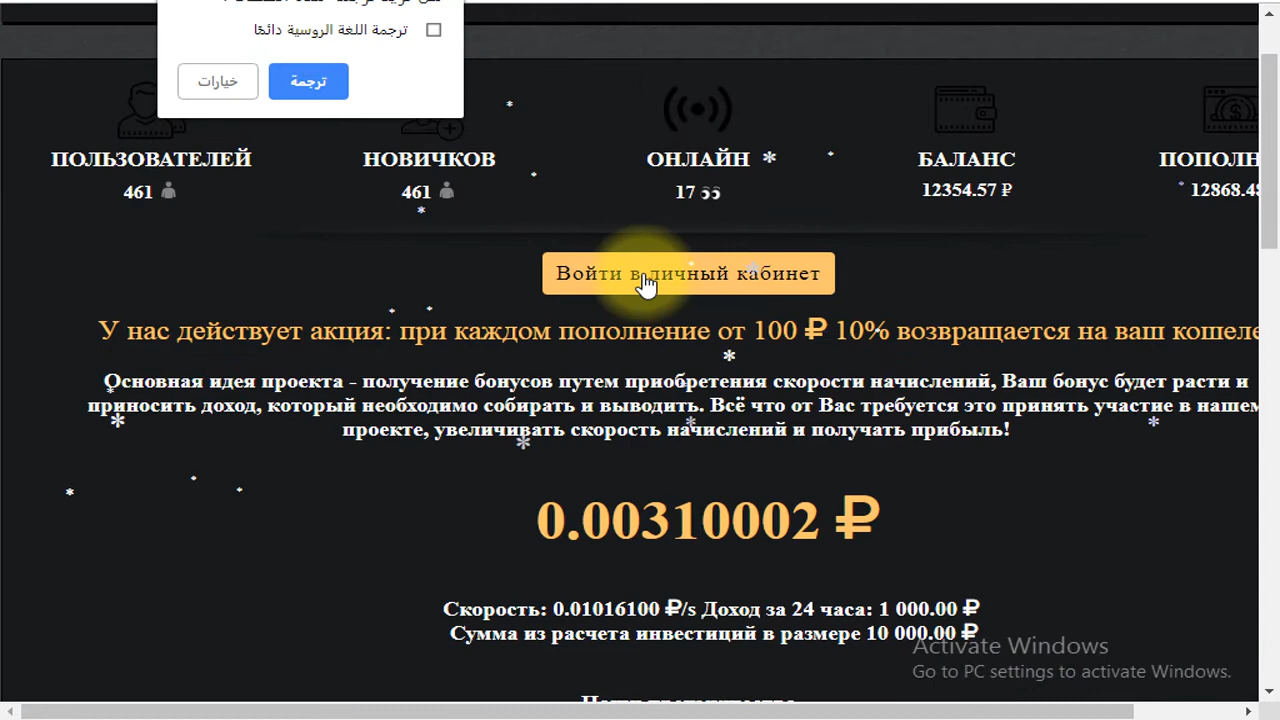 ترجمة اللغة الروسية دائمًا
ترجمة
خيارات
ПОЛЬЗОВАТЕЛЕЙ
461
НОВИЧКОВ
461
ОНЛАЙН
17
БАЛАНС
12354.57 ₽
ПОПОЛН
12868.48
Войти в личный кабинет
У нас действует акция: при каждом пополнение от 100 ₽ 10% возвращается на ваш кошеле
Основная идея проекта - получение бонусов путем приобретения скорости начислений, Ваш бонус будет расти и
приносить доход, который необходимо собирать и выводить. Всё что от Вас требуется это принять участие в нашем
проекте, увеличивать скорость начислений и получать прибыль!
0.00310002 ₽
Скорость: 0.01016100 ₽/s Доход за 24 часа: 1 000.00 ₽
Сумма из расчета инвестиций в размере 10 000.00 ₽
Activate Windows
Go to PC settings to activate Windows.